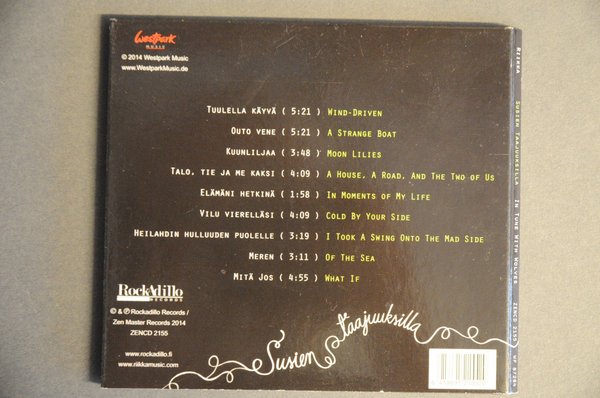 Westpark
MUSIC
© 2014 Westpark Music
www.WestparkMusic.de
Tuulella käyvä ( 5:21 ) Wind-Driven
Outo vene ( 5:21 ) A Strange Boat
Kuunliljaa ( 3:48 ) Moon Lilies
Talo, tie ja me kaksi ( 4:09 ) A House, A Road, And The Two of Us
Elämäni hetkinä ( 1:58 ) In Moments of My Life
Vilu vierelläsi ( 4:09 ) Cold By Your Side
Heilahdin hulluuden puolelle ( 3:19 ) I Took A Swing Onto The Mad Side
Meren ( 3:11 ) Of The Sea
Mitä Jos ( 4:55 ) What If
RockAdillo
RECORDS
© & ℗ Rockadillo Records /
Zen Master Records 2014
ZENCD 2155
www.rockadillo.fi
www.riikkamusic.com
Susien taajuuksilla
Riikka Susien Taajuuksilla In Tune With Wolves ZENCD 2155